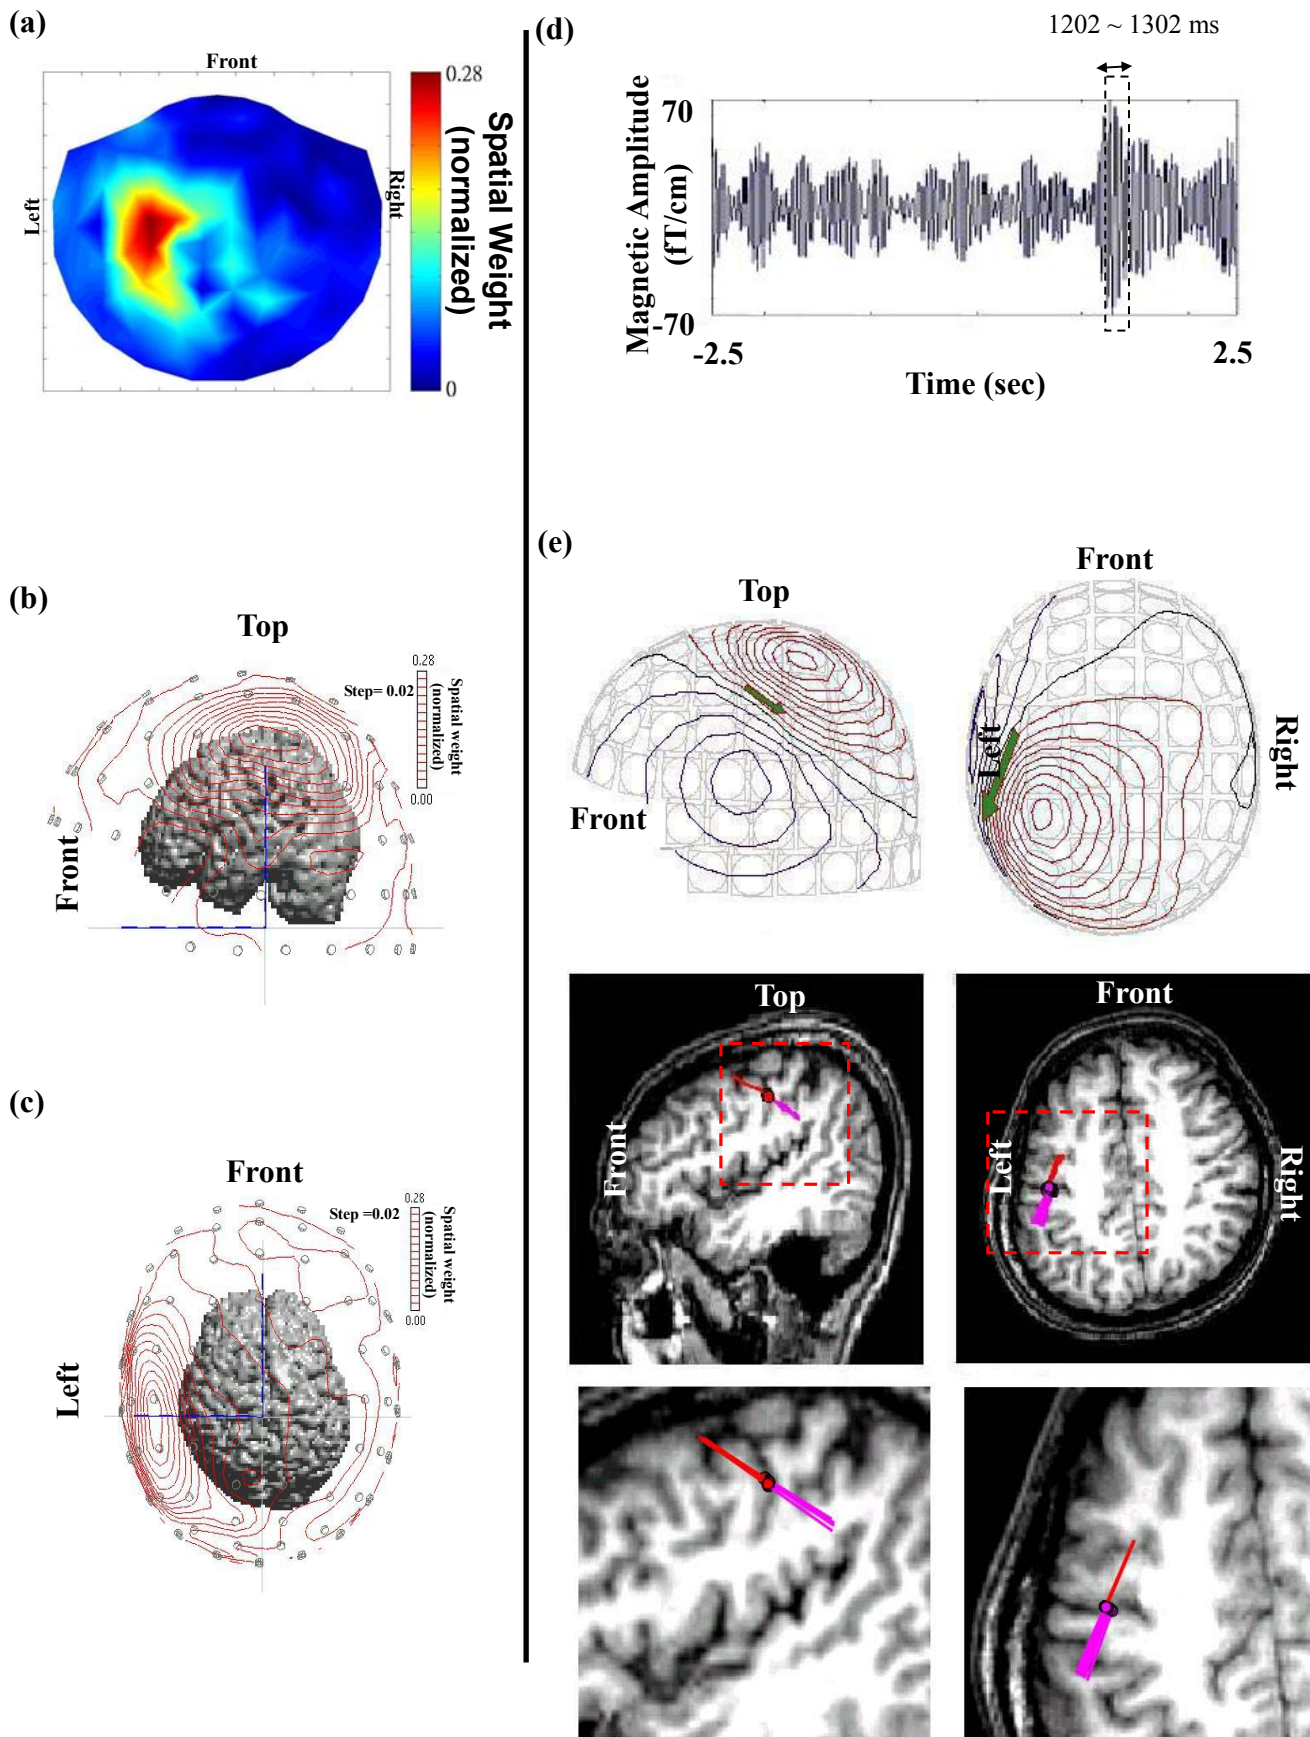 (a)
Front
Left
Right
0.28
0
Spatial Weight
(normalized)
(b)
Top
Front
Step= 0.02
0.28
0.00
Spatial weight
(normalized)
(c)
Front
Left
Step =0.02
0.28
0.00
Spatial weight
(normalized)
(d)
1202 ~ 1302 ms
Magnetic Amplitude
(fT/cm)
70
-70
-2.5
2.5
Time (sec)
(e)
Top
Front
Front
Left
Right
Top
Front
Front
Left
Right